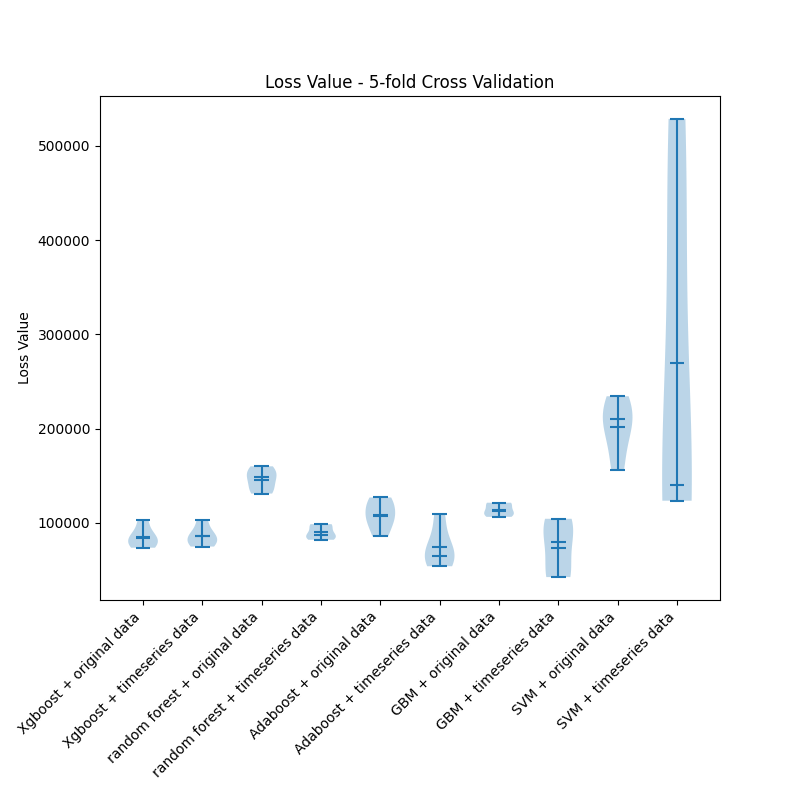 Loss Value - 5-fold Cross Validation
Loss Value
500000
400000
300000
200000
100000
Xgboost + original data
Xgboost + timeseries data
random forest + original data
random forest + timeseries data
Adaboost + original data
Adaboost + timeseries data
GBM + original data
GBM + timeseries data
SVM + original data
SVM + timeseries data